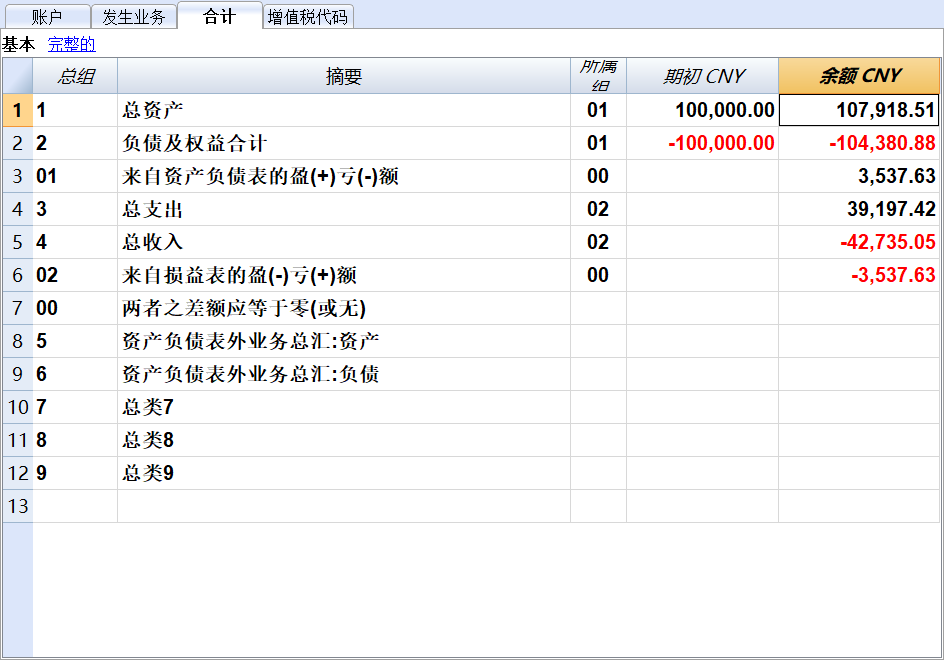 账户 发生业务 合计 增值税代码
基本 完整的
总组 摘要 所属组 期初 CNY 余额 CNY
1 1 总资产 01 100,000.00 107,918.51
2 2 负债及权益合计 01 -100,000.00 -104,380.88
3 01 来自资产负债表的盈(+)亏(-)额 00 3,537.63
4 3 总支出 02 39,197.42
5 4 总收入 02 -42,735.05
6 02 来自损益表的盈(-)亏(+)额 00 -3,537.63
7 00 两者之差额应等于零(或无)
8 5 资产负债表外业务总汇:资产
9 6 资产负债表外业务总汇:负债
10 7 总类7
11 8 总类8
12 9 总类9
13